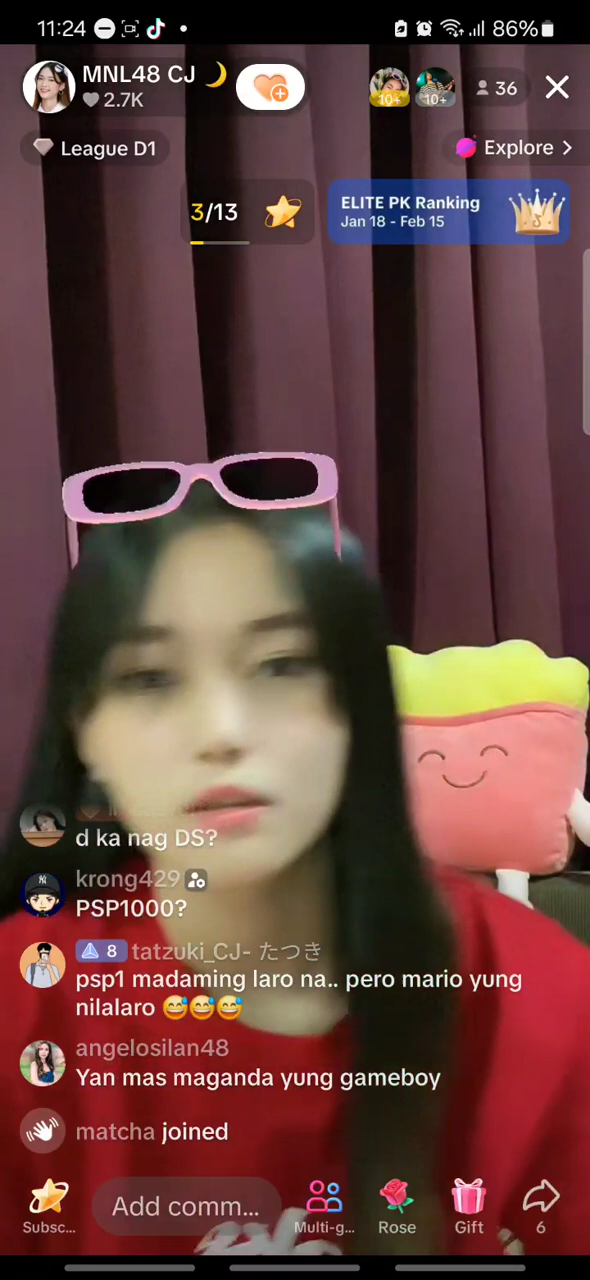 11:24
86%
MNL48 CJ 🌙
2.7K
10+
10+
36
League D1
Explore >
3/13
ELITE PK Ranking
Jan 18 - Feb 15
d ka nag DS?
krong429
PSP1000?
8 tatzuki_CJ- たつき
psp1 madaming laro na.. pero mario yung
nilalaro 😅😅😅
angelosilan48
Yan mas maganda yung gameboy
matcha joined
Subsc...
Add comm...
Multi-g...
Rose
Gift
6